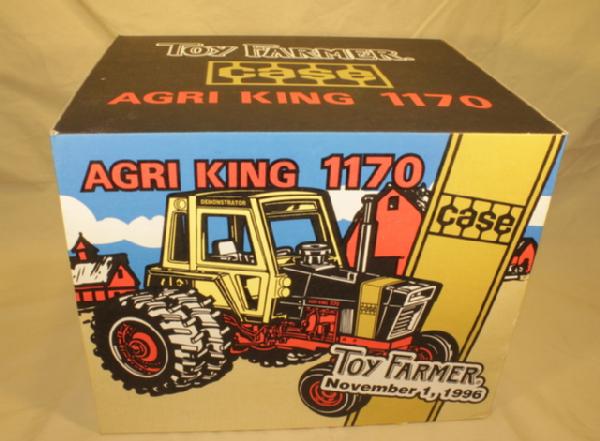 TOY FARMER.
CASE
AGRI KING 1170
AGRI KING 1170
DEMONSTRATOR
case
TOY FARMER.
November 1, 1996